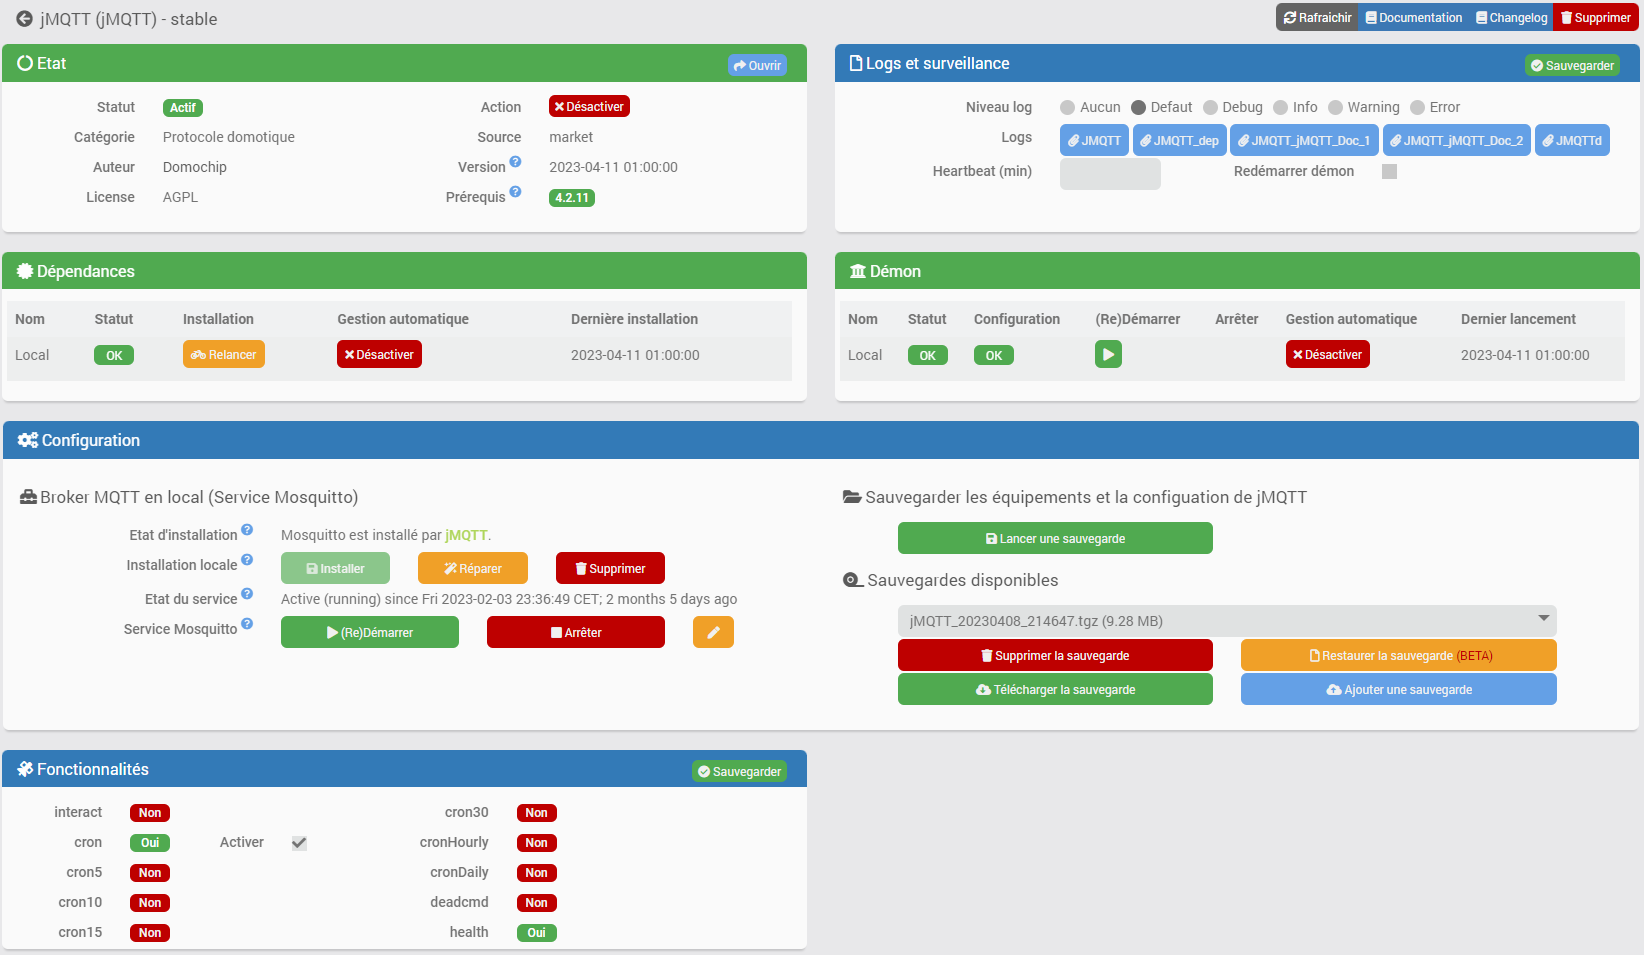 jMQTT (jMQTT) - stable
Rafraichir Documentation Changelog Supprimer
Etat Ouvrir
Statut Actif Action Désactiver
Catégorie Protocole domotique Source market
Auteur Domochip Version ? 2023-04-11 01:00:00
License AGPL Prérequis ? 4.2.11
Logs et surveillance Sauvegarder
Niveau log Aucun Defaut Debug Info Warning Error
Logs JMQTT JMQTT_dep JMQTT_jMQTT_Doc_1 JMQTT_jMQTT_Doc_2 JMQTTd
Heartbeat (min) Redémarrer démon
Dépendances
Nom Statut Installation Gestion automatique Dernière installation
Local OK Relancer Désactiver 2023-04-11 01:00:00
Démon
Nom Statut Configuration (Re)Démarrer Arrêter Gestion automatique Dernier lancement
Local OK OK Désactiver 2023-04-11 01:00:00
Configuration
Broker MQTT en local (Service Mosquitto)
Etat d'installation ? Mosquitto est installé par jMQTT.
Installation locale ? Installer Réparer Supprimer
Etat du service ? Active (running) since Fri 2023-02-03 23:36:49 CET; 2 months 5 days ago
Service Mosquitto ? (Re)Démarrer Arrêter
Sauvegarder les équipements et la configuation de jMQTT
Lancer une sauvegarde
Sauvegardes disponibles
jMQTT_20230408_214647.tgz (9.28 MB)
Supprimer la sauvegarde Restaurer la sauvegarde (BETA)
Télécharger la sauvegarde Ajouter une sauvegarde
Fonctionnalités Sauvegarder
interact Non cron30 Non
cron Oui Activer cronHourly Non
cron5 Non cronDaily Non
cron10 Non deadcmd Non
cron15 Non health Oui